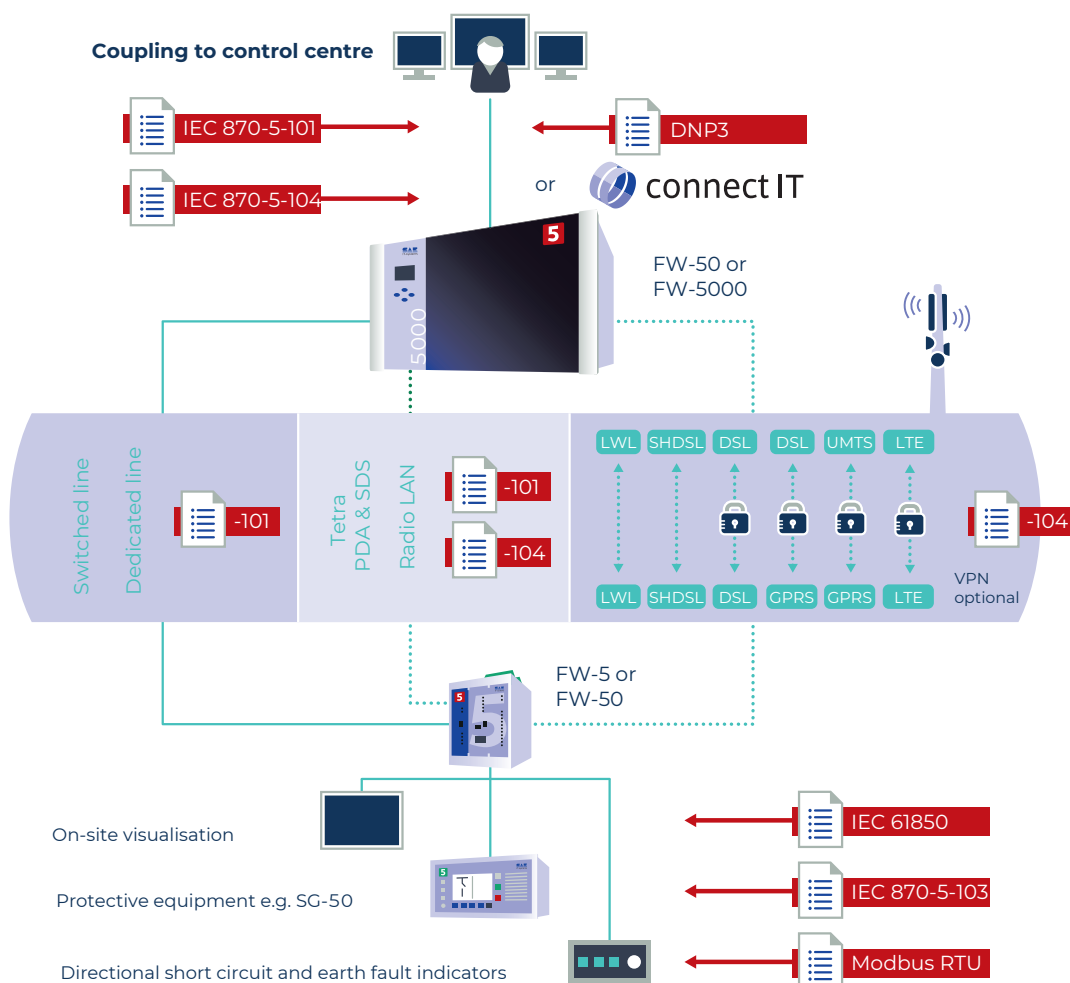 Coupling to control centre
IEC 870-5-101
DNP3
IEC 870-5-104
or
connect IT
5
5000
FW-50 or
FW-5000
Switched line
Dedicated line
-101
Tetra
PDA & SDS
Radio LAN
-101
-104
LWL
SHDSL
DSL
DSL
UMTS
LTE
-104
LWL
SHDSL
DSL
GPRS
GPRS
LTE
VPN
optional
FW-5 or
FW-50
5
5
On-site visualisation
IEC 61850
5
Protective equipment e.g. SG-50
IEC 870-5-103
Directional short circuit and earth fault indicators
Modbus RTU